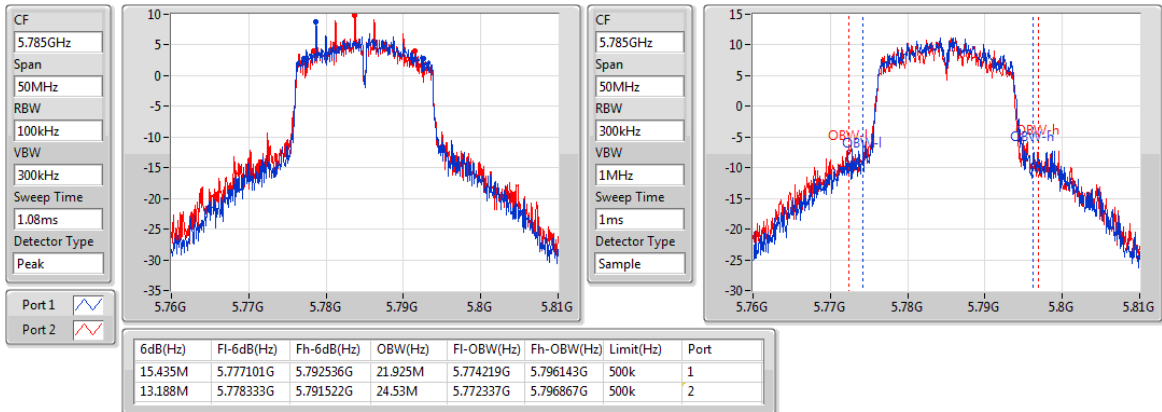 CF
5.785GHz
Span
50MHz
RBW
100kHz
VBW
300kHz
Sweep Time
1.08ms
Detector Type
Peak
Port 1
Port 2
10
5
0
-5
-10
-15
-20
-25
-30
5.76G 5.77G 5.78G 5.79G 5.8G 5.81G
CF
5.785GHz
Span
50MHz
RBW
300kHz
VBW
1MHz
Sweep Time
1ms
Detector Type
Sample
15
10
5
0
-5
-10
-15
-20
-25
-30
-35
OBW-l
OBW-l
OBW-h
OBW-h
5.76G 5.77G 5.78G 5.79G 5.8G 5.81G
6dB(Hz) Fl-6dB(Hz) Fh-6dB(Hz) OBW(Hz) Fl-OBW(Hz) Fh-OBW(Hz) Limit(Hz) Port
15.435M 5.777101G 5.792536G 21.925M 5.774219G 5.796143G 500k 1
13.188M 5.778333G 5.791522G 24.53M 5.772337G 5.796867G 500k 2